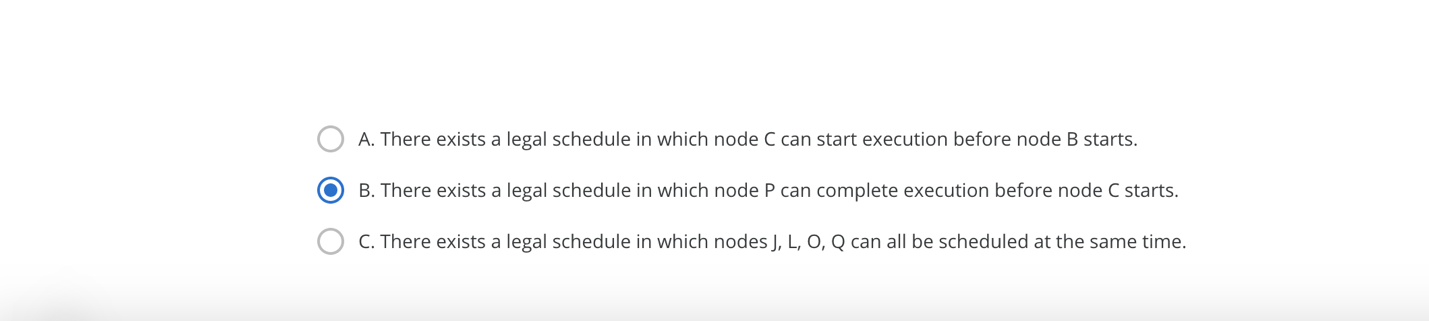 A. There exists a legal schedule in which node C can start execution before node B starts.
B. There exists a legal schedule in which node P can complete execution before node C starts.
C. There exists a legal schedule in which nodes J, L, O, Q can all be scheduled at the same time.